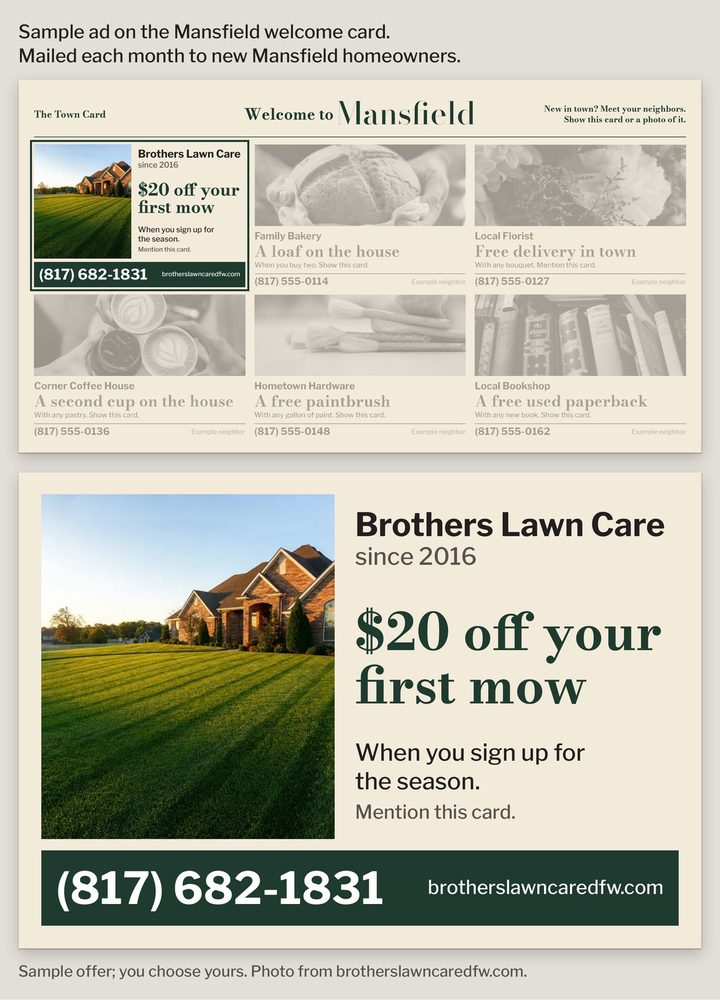 Sample ad on the Mansfield welcome card.
Mailed each month to new Mansfield homeowners.
The Town Card
Welcome to Mansfield
New in town? Meet your neighbors.
Show this card or a photo of it.
Brothers Lawn Care
since 2016
$20 off your
first mow
When you sign up for
the season.
Mention this card.
(817) 682-1831
brotherslawncaredfw.com
Family Bakery
A loaf on the house
When you buy two. Show this card.
(817) 555-0114
Example neighbor
Local Florist
Free delivery in town
With any bouquet. Mention this card.
(817) 555-0127
Example neighbor
Corner Coffee House
A second cup on the house
With any pastry. Show this card.
(817) 555-0136
Example neighbor
Hometown Hardware
A free paintbrush
With any gallon of paint. Show this card.
(817) 555-0148
Example neighbor
Local Bookshop
A free used paperback
With any new book. Show this card.
(817) 555-0162
Example neighbor
Brothers Lawn Care
since 2016
$20 off your
first mow
When you sign up for
the season.
Mention this card.
(817) 682-1831
brotherslawncaredfw.com
Sample offer; you choose yours. Photo from brotherslawncaredfw.com.